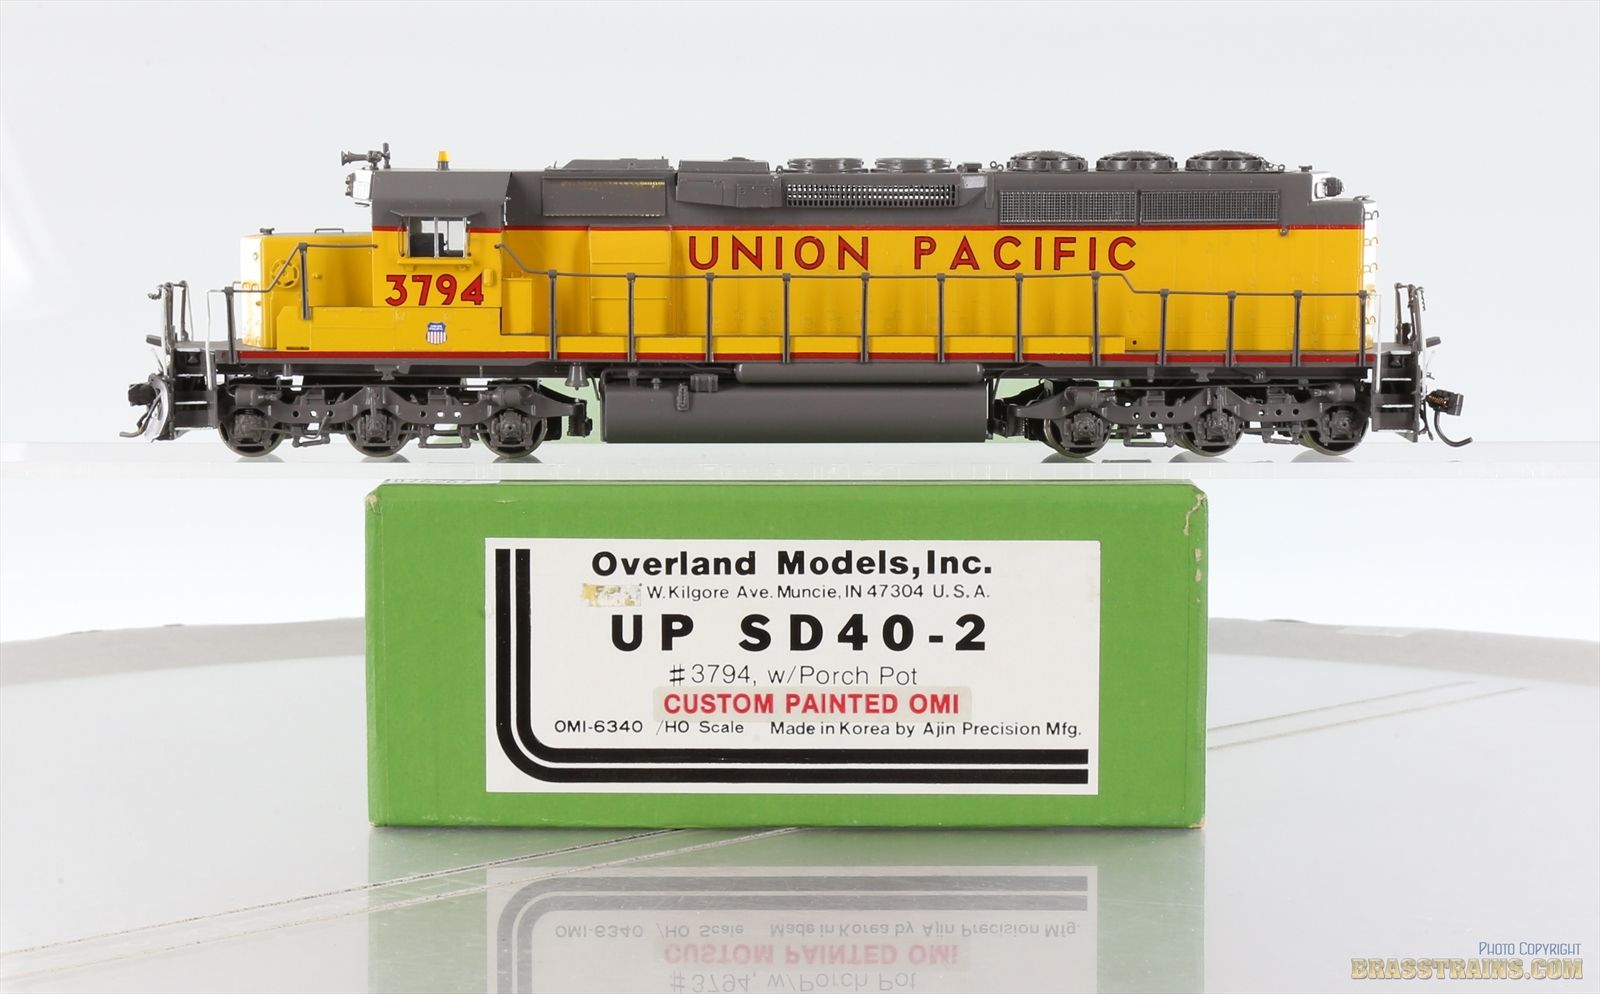 UNION PACIFIC
3794
Overland Models, Inc.
W. Kilgore Ave. Muncie, IN 47304 U.S.A.
UP SD40-2
#3794, w/Porch Pot
CUSTOM PAINTED OMI
OMI-6340 /HO Scale Made in Korea by Ajin Precision Mfg.
PHOTO COPYRIGHT
BRASSTRAINS.COM